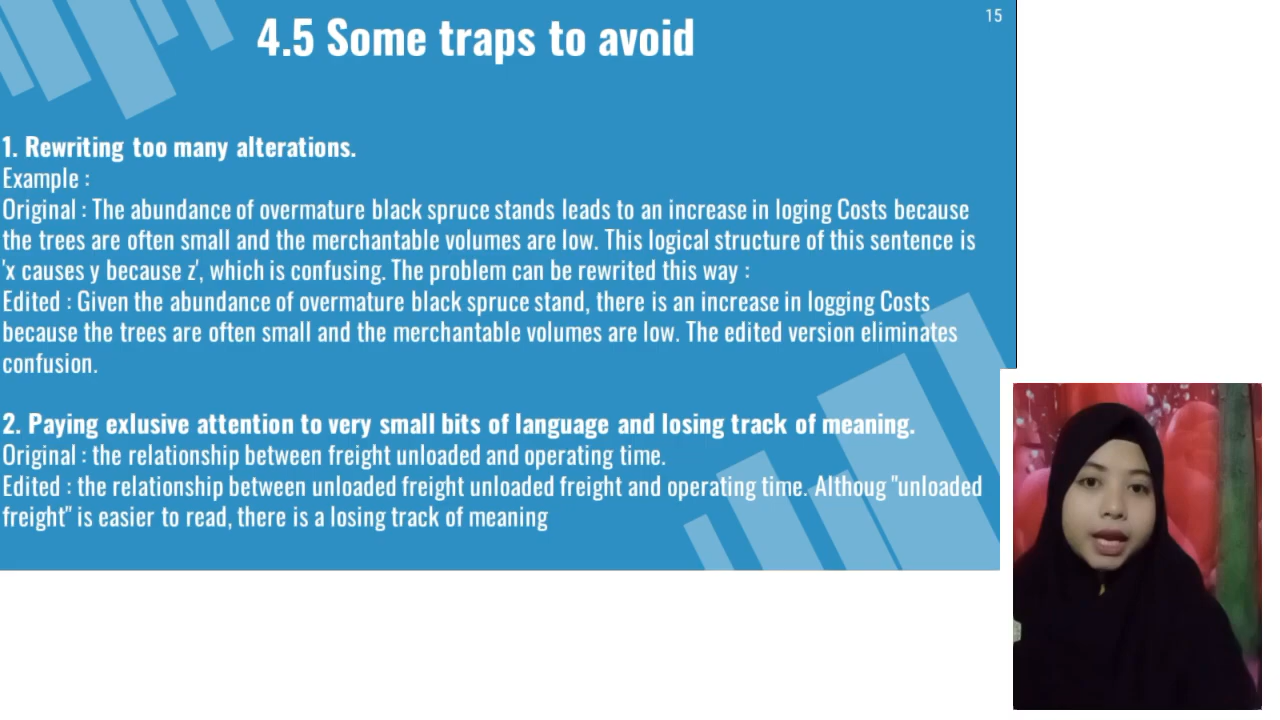 15
4.5 Some traps to avoid
1. Rewriting too many alterations.
Example :
Original : The abundance of overmature black spruce stands leads to an increase in loging Costs because
the trees are often small and the merchantable volumes are low. This logical structure of this sentence is
'x causes y because z', which is confusing. The problem can be rewrited this way :
Edited : Given the abundance of overmature black spruce stand, there is an increase in logging Costs
because the trees are often small and the merchantable volumes are low. The edited version eliminates
confusion.
2. Paying exlusive attention to very small bits of language and losing track of meaning.
Original : the relationship between freight unloaded and operating time.
Edited : the relationship between unloaded freight unloaded freight and operating time. Althoug "unloaded
freight" is easier to read, there is a losing track of meaning